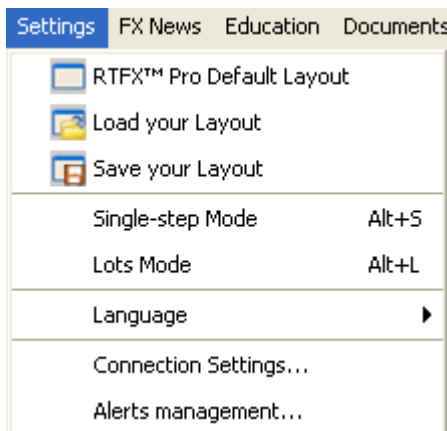 Settings FX News Education Documents
RTFX™ Pro Default Layout
Load your Layout
Save your Layout
Single-step Mode Alt+S
Lots Mode Alt+L
Language
Connection Settings...
Alerts management...